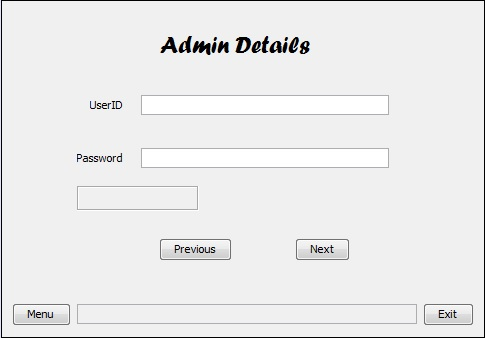 Admin Details
UserID
Password
Previous Next
Menu Exit